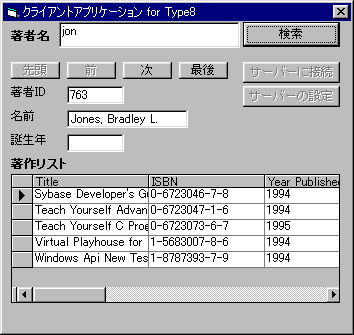 クライアントアプリケーション for Type8
著者名 jon 検索
先頭 前 次 最後 サーバーに接続
著者ID 763 サーバーの設定
名前 Jones, Bradley L.
誕生年
著作リスト
Title ISBN Year Published
Sybase Developer's G 0-6723046-7-8 1994
Teach Yourself Advan 0-6723047-1-6 1994
Teach Yourself C Prog 0-6723073-6-7 1995
Virtual Playhouse for 1-5683007-8-6 1994
Windows Api New Tes 1-8787393-7-9 1994